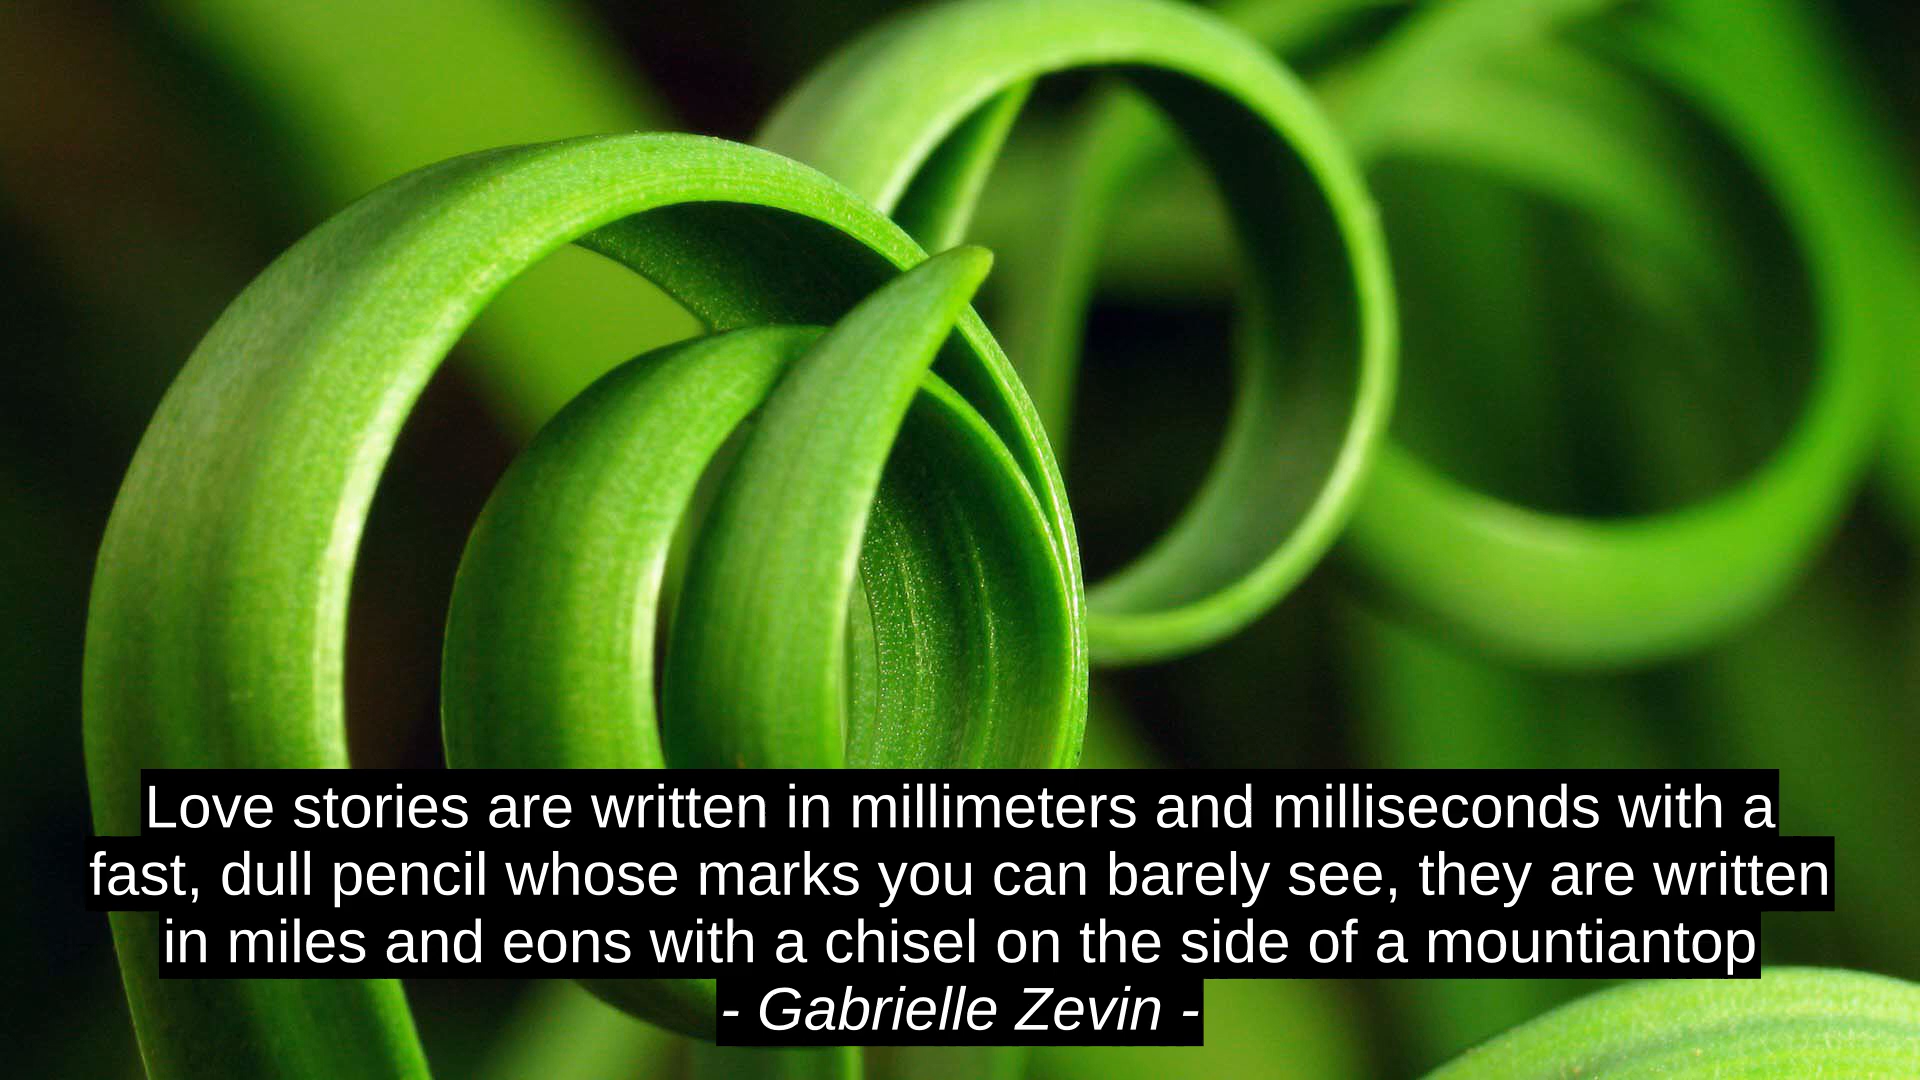 Love stories are written in millimeters and milliseconds with a
fast, dull pencil whose marks you can barely see, they are written
in miles and eons with a chisel on the side of a mountiantop
- Gabrielle Zevin -